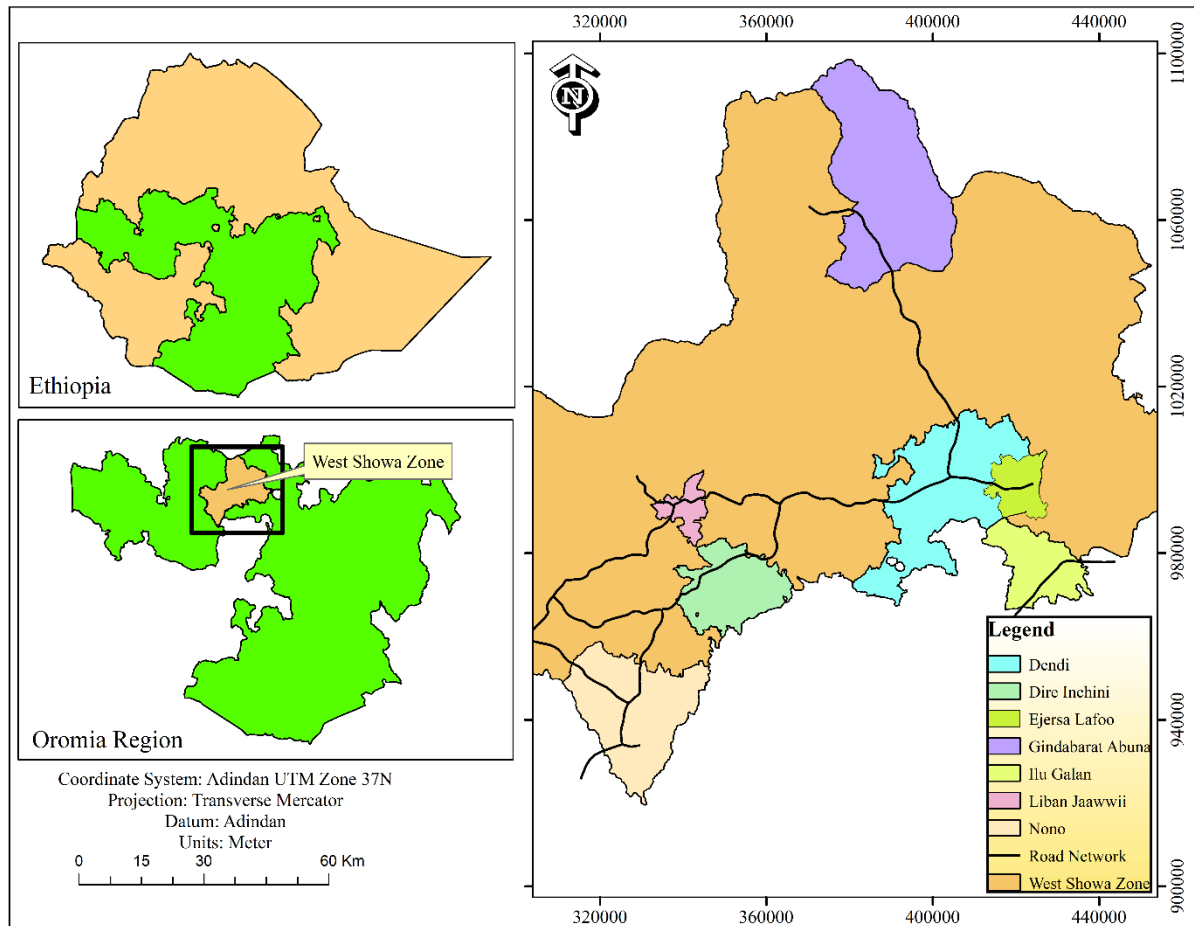 Ethiopia
West Showa Zone
Oromia Region
Coordinate System: Adindan UTM Zone 37N
Projection: Transverse Mercator
Datum: Adindan
Units: Meter
0 15 30 60 Km
320000 360000 400000 440000
N
1100000
1060000
1020000
980000
940000
900000
Legend
Dendi
Dire Inchini
Ejersa Lafoo
Gindabarat Abuna
Ilu Galan
Liban Jaawwii
Nono
Road Network
West Showa Zone
320000 360000 400000 440000